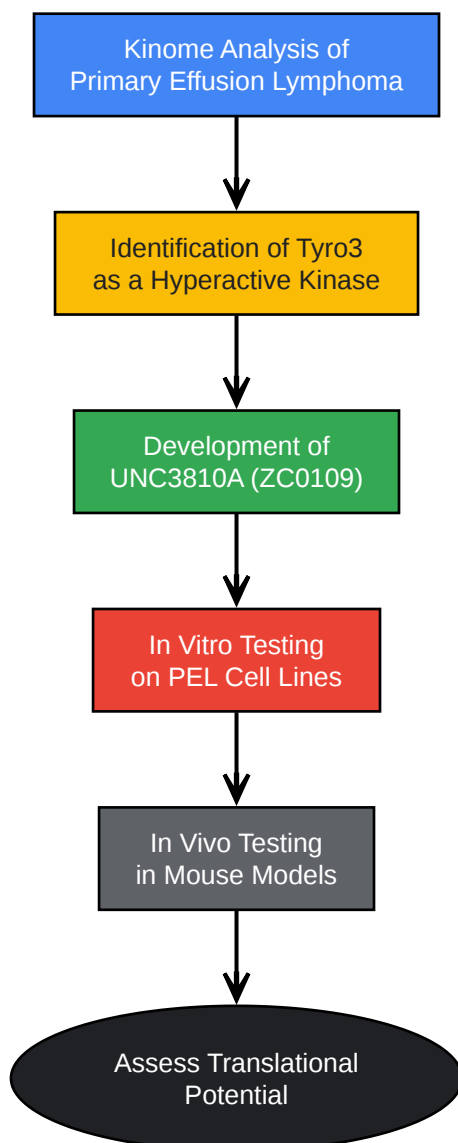 Kinome Analysis of
Primary Effusion Lymphoma
Identification of Tyro3
as a Hyperactive Kinase
Development of
UNC3810A (ZC0109)
In Vitro Testing
on PEL Cell Lines
In Vivo Testing
in Mouse Models
Assess Translational
Potential